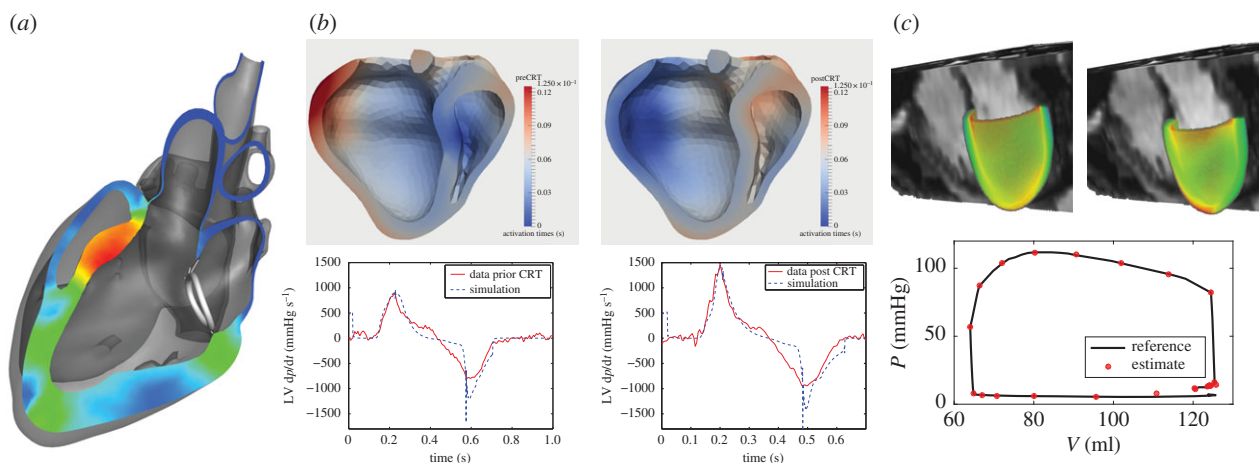 (a)
(b)
(c)
preCRT
1.250 × 10⁻¹
0.12
0.09
0.06
0.03
0
activation times (s)
postCRT
1.250 × 10⁻¹
0.12
0.09
0.06
0.03
0
activation times (s)
LV dp/dt (mmHg s⁻¹)
1500
1000
500
0
−500
−1000
−1500
data prior CRT
simulation
0
0.2
0.4
0.6
0.8
1.0
time (s)
LV dp/dt (mmHg s⁻¹)
1500
1000
500
0
−500
−1000
−1500
data post CRT
simulation
0
0.1
0.2
0.3
0.4
0.5
0.6
time (s)
P (mmHg)
100
50
0
reference
estimate
60
70
80
90
100
110
120
V (ml)